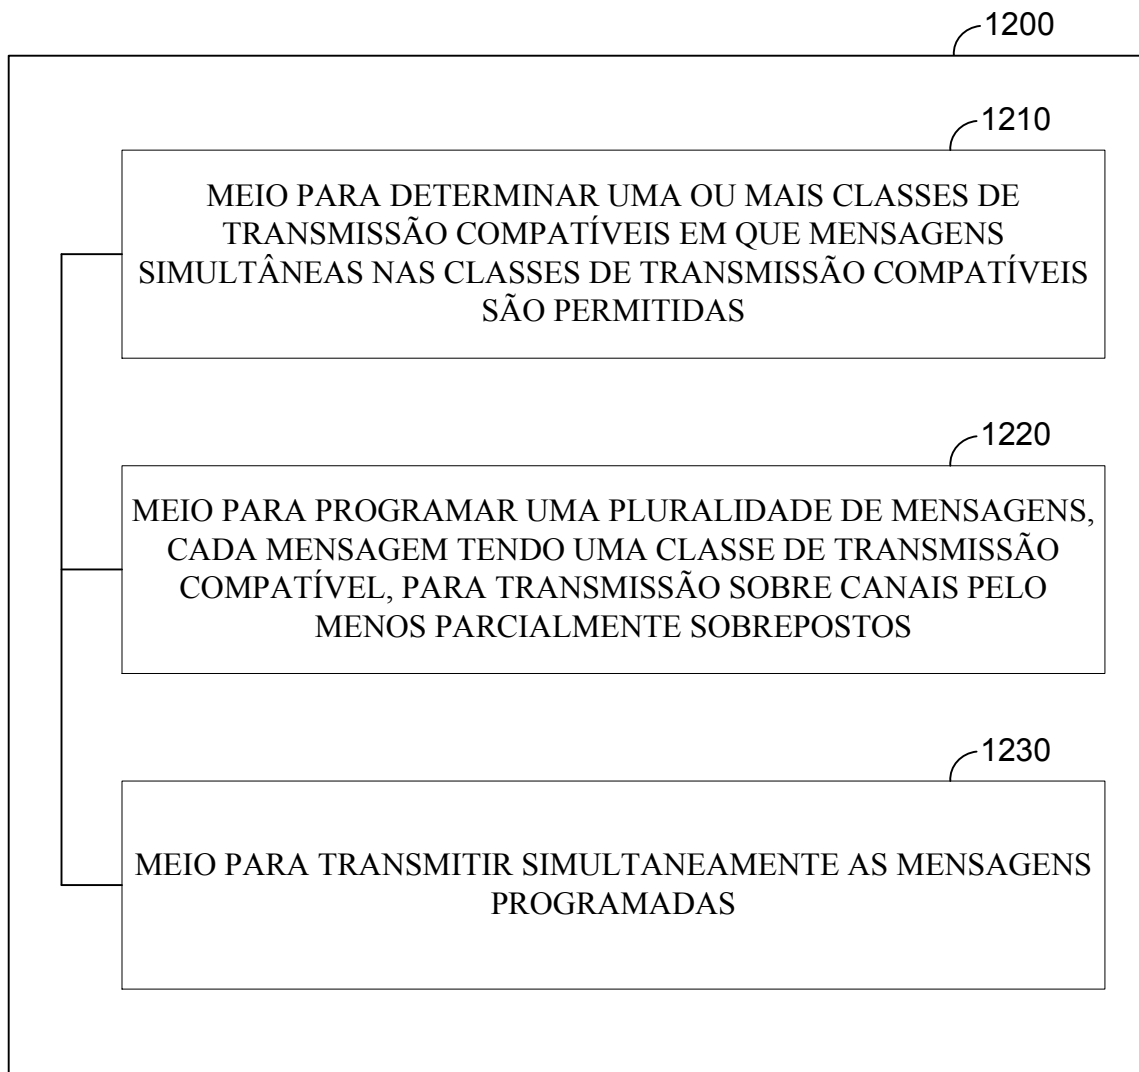 1200
1210
MEIO PARA DETERMINAR UMA OU MAIS CLASSES DE
TRANSMISSÃO COMPATÍVEIS EM QUE MENSAGENS
SIMULTÂNEAS NAS CLASSES DE TRANSMISSÃO COMPATÍVEIS
SÃO PERMITIDAS
1220
MEIO PARA PROGRAMAR UMA PLURALIDADE DE MENSAGENS,
CADA MENSAGEM TENDO UMA CLASSE DE TRANSMISSÃO
COMPATÍVEL, PARA TRANSMISSÃO SOBRE CANAIS PELO
MENOS PARCIALMENTE SOBREPOSTOS
1230
MEIO PARA TRANSMITIR SIMULTANEAMENTE AS MENSAGENS
PROGRAMADAS